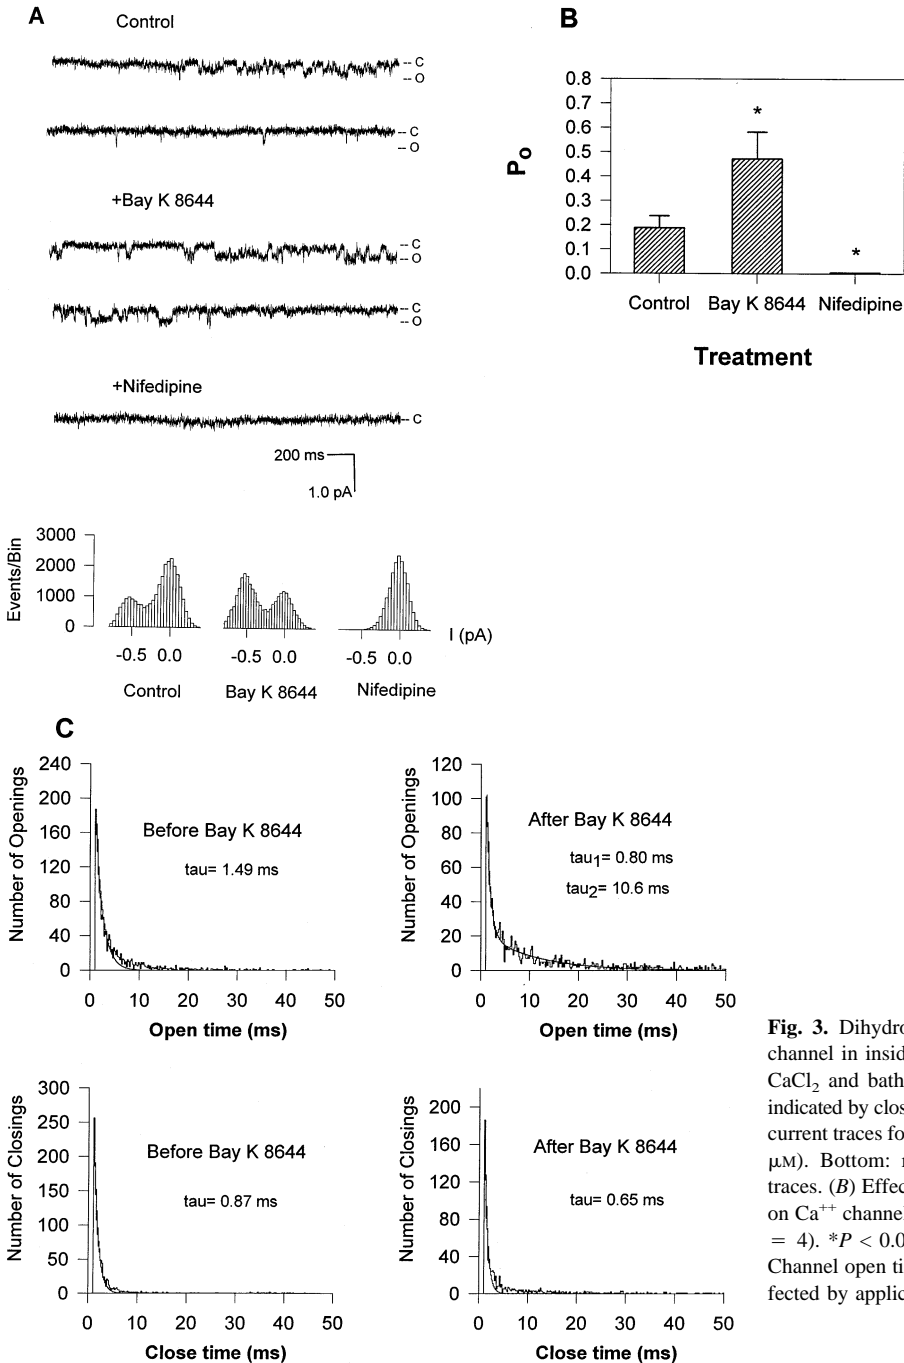 A
Control
-- C
-- O
-- C
-- O
+Bay K 8644
-- C
-- O
-- C
-- O
+Nifedipine
-- C
200 ms
1.0 pA
Events/Bin
3000
2000
1000
0
-0.5 0.0
-0.5 0.0
-0.5 0.0
I (pA)
Control
Bay K 8644
Nifedipine
B
Po
0.8
0.7
0.6
0.5
0.4
0.3
0.2
0.1
0.0
*
*
Control
Bay K 8644
Nifedipine
Treatment
C
Number of Openings
240
200
160
120
80
40
0
Before Bay K 8644
tau= 1.49 ms
0 10 20 30 40 50
Open time (ms)
Number of Openings
120
100
80
60
40
20
0
After Bay K 8644
tau1= 0.80 ms
tau2= 10.6 ms
0 10 20 30 40 50
Open time (ms)
Number of Closings
300
250
200
150
100
50
0
Before Bay K 8644
tau= 0.87 ms
0 10 20 30 40 50
Close time (ms)
Number of Closings
200
160
120
80
40
0
After Bay K 8644
tau= 0.65 ms
0 10 20 30 40 50
Close time (ms)
Fig. 3. Dihydro
channel in insid
CaCl2 and bath
indicated by clos
current traces fo
μM). Bottom:
traces. (B) Effec
on Ca++ channel
= 4). *P < 0.0
Channel open ti
fected by applic